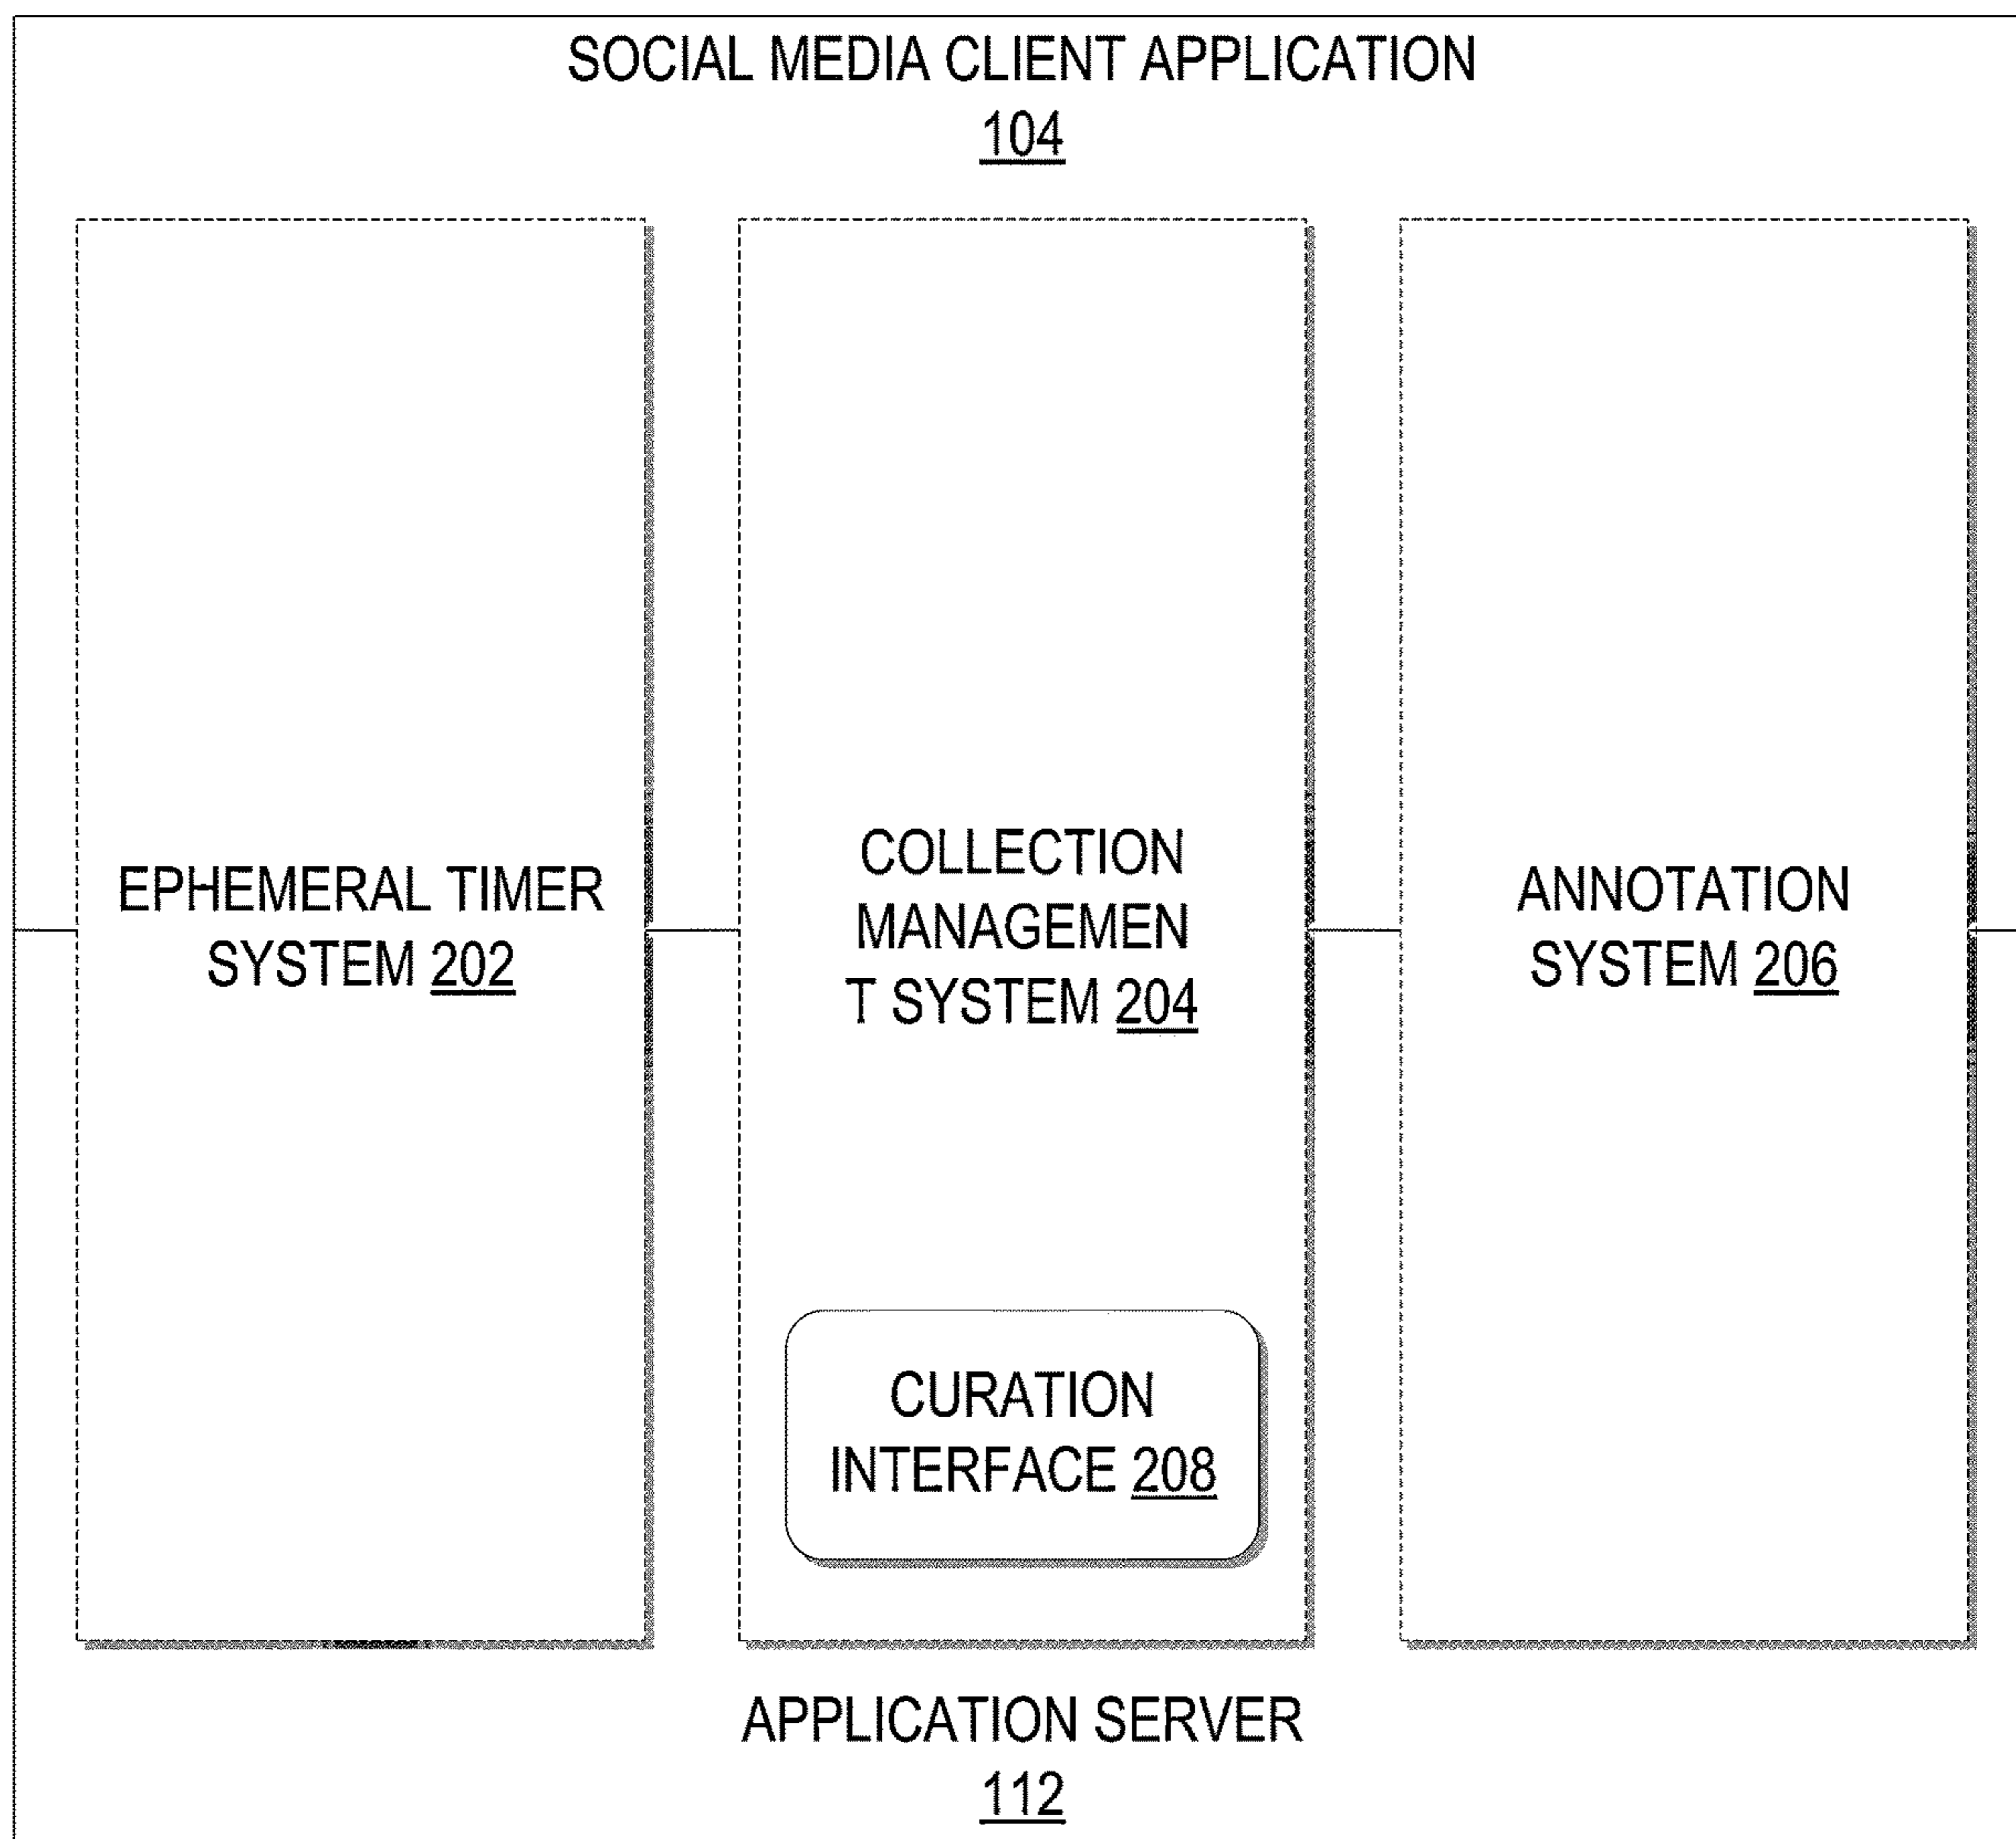 SOCIAL MEDIA CLIENT APPLICATION
104
EPHEMERAL TIMER
SYSTEM 202
COLLECTION
MANAGEMEN
T SYSTEM 204
ANNOTATION
SYSTEM 206
CURATION
INTERFACE 208
APPLICATION SERVER
112